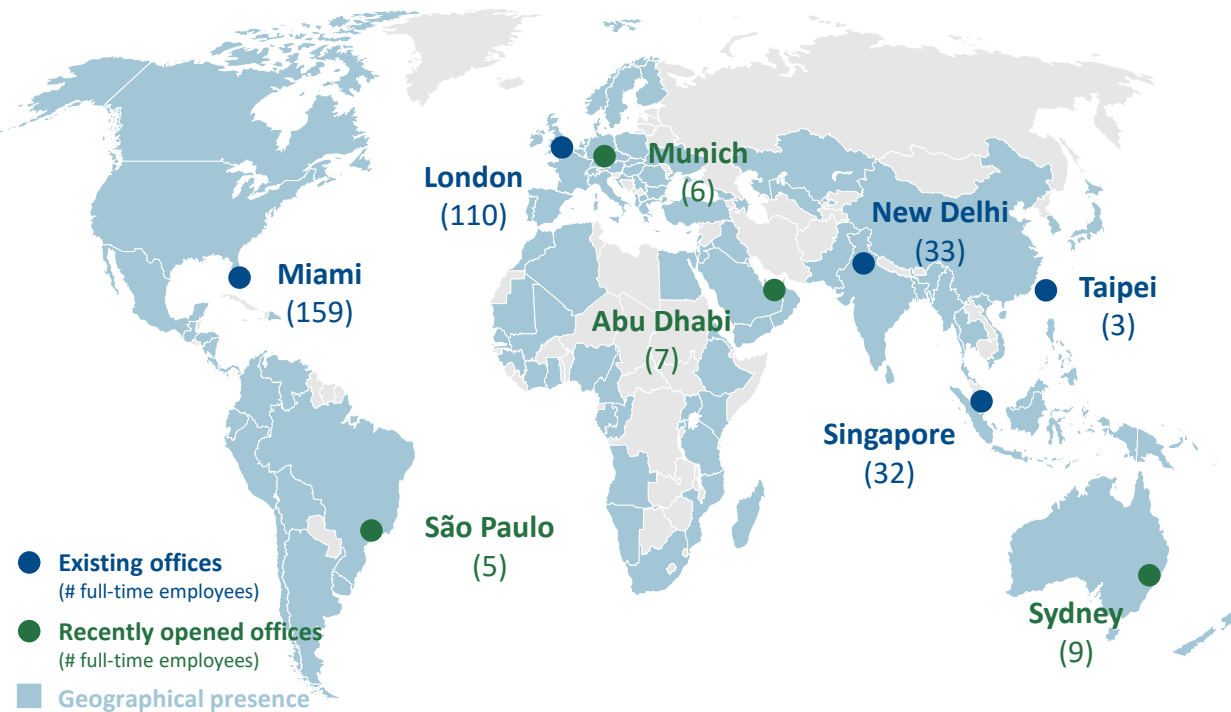 Munich
(6)
London
(110)
New Delhi
(33)
Miami
(159)
Taipei
(3)
Abu Dhabi
(7)
Singapore
(32)
São Paulo
(5)
Sydney
(9)
Existing offices
(# full-time employees)
Recently opened offices
(# full-time employees)
Geographical presence